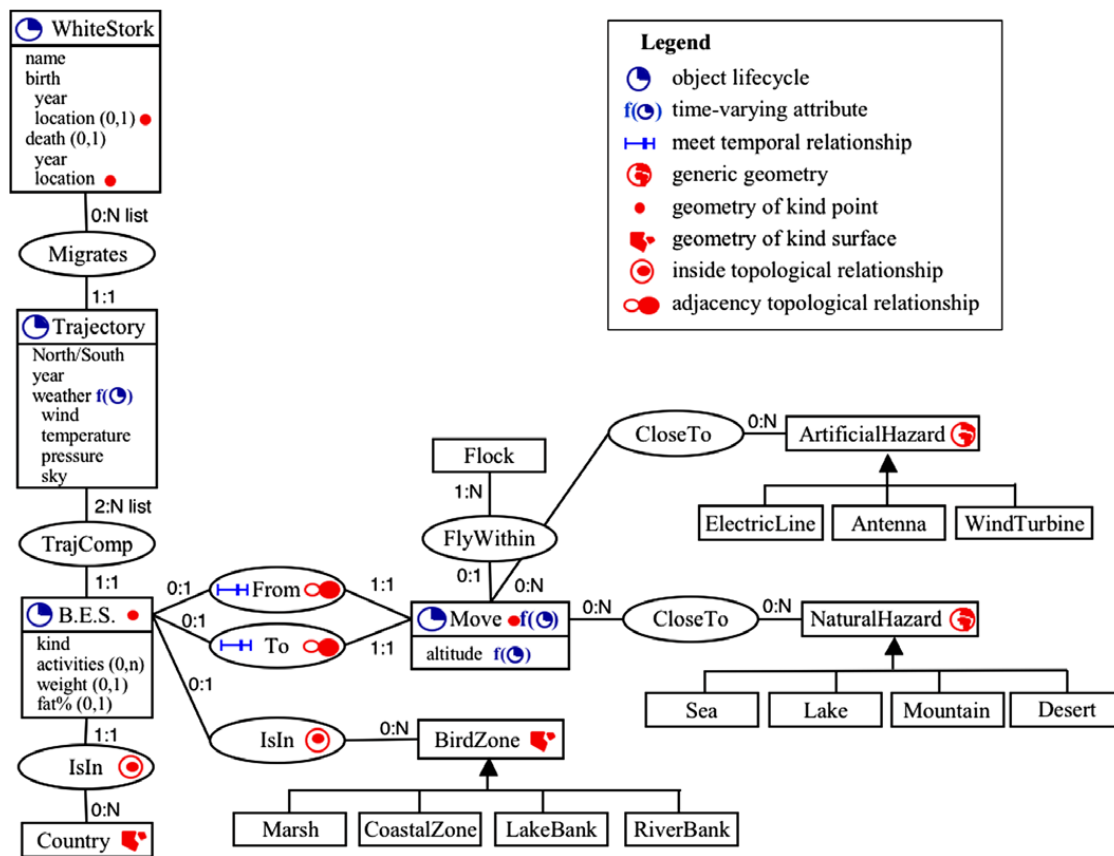 WhiteStork
name
birth
year
location (0,1)
death (0,1)
year
location
0:N list
Migrates
1:1
Trajectory
North/South
year
weather f()
wind
temperature
pressure
sky
2:N list
TrajComp
1:1
B.E.S.
kind
activities (0,n)
weight (0,1)
fat% (0,1)
1:1
IsIn
0:N
Country
Legend
object lifecycle
f() time-varying attribute
meet temporal relationship
generic geometry
geometry of kind point
geometry of kind surface
inside topological relationship
adjacency topological relationship
0:1
From
1:1
0:1
To
1:1
0:1
IsIn
0:N
BirdZone
Marsh
CoastalZone
LakeBank
RiverBank
Flock
1:N
FlyWithin
0:1
0:N
Move f()
altitude f()
CloseTo
0:N
ArtificialHazard
ElectricLine
Antenna
WindTurbine
0:N
CloseTo
0:N
NaturalHazard
Sea
Lake
Mountain
Desert